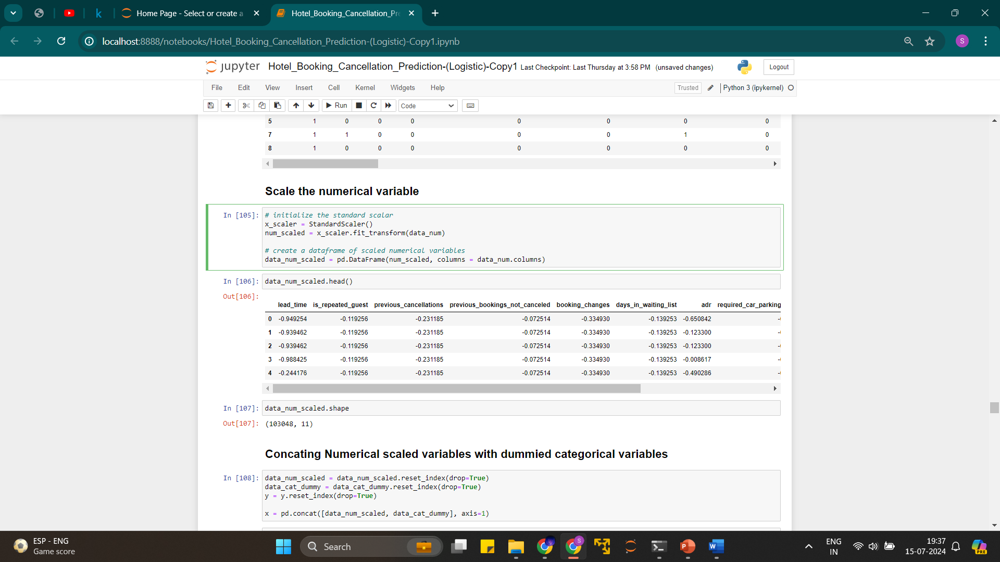 Home Page - Select or create a
Hotel_Booking_Cancellation_Pre
localhost:8888/notebooks/Hotel_Booking_Cancellation_Prediction-(Logistic)-Copy1.ipynb
S
jupyter Hotel_Booking_Cancellation_Prediction-(Logistic)-Copy1 Last Checkpoint: Last Thursday at 3:58 PM (unsaved changes)
Logout
File Edit View Insert Cell Kernel Widgets Help
Trusted Python 3 (ipykernel)
Run Code
5 1 0 0 0 0 0 0 0
7 1 1 0 0 0 0 1 0
8 1 0 0 0 0 0 0 0
Scale the numerical variable
In [105]: # initialize the standard scalar
x_scaler = StandardScaler()
num_scaled = x_scaler.fit_transform(data_num)
# create a dataframe of scaled numerical variables
data_num_scaled = pd.DataFrame(num_scaled, columns = data_num.columns)
In [106]: data_num_scaled.head()
Out[106]:
lead_time is_repeated_guest previous_cancellations previous_bookings_not_canceled booking_changes days_in_waiting_list adr required_car_parking
0 -0.949254 -0.119256 -0.231185 -0.072514 -0.334930 -0.139253 -0.650842
1 -0.939462 -0.119256 -0.231185 -0.072514 -0.334930 -0.139253 -0.123300
2 -0.939462 -0.119256 -0.231185 -0.072514 -0.334930 -0.139253 -0.123300
3 -0.988425 -0.119256 -0.231185 -0.072514 -0.334930 -0.139253 -0.008617
4 -0.244176 -0.119256 -0.231185 -0.072514 -0.334930 -0.139253 -0.490286
In [107]: data_num_scaled.shape
Out[107]: (103048, 11)
Concating Numerical scaled variables with dummied categorical variables
In [108]: data_num_scaled = data_num_scaled.reset_index(drop=True)
data_cat_dummy = data_cat_dummy.reset_index(drop=True)
y = y.reset_index(drop=True)
x = pd.concat([data_num_scaled, data_cat_dummy], axis=1)
ESP - ENG
Game score
Search
ENG
IN
19:37
15-07-2024
PRE